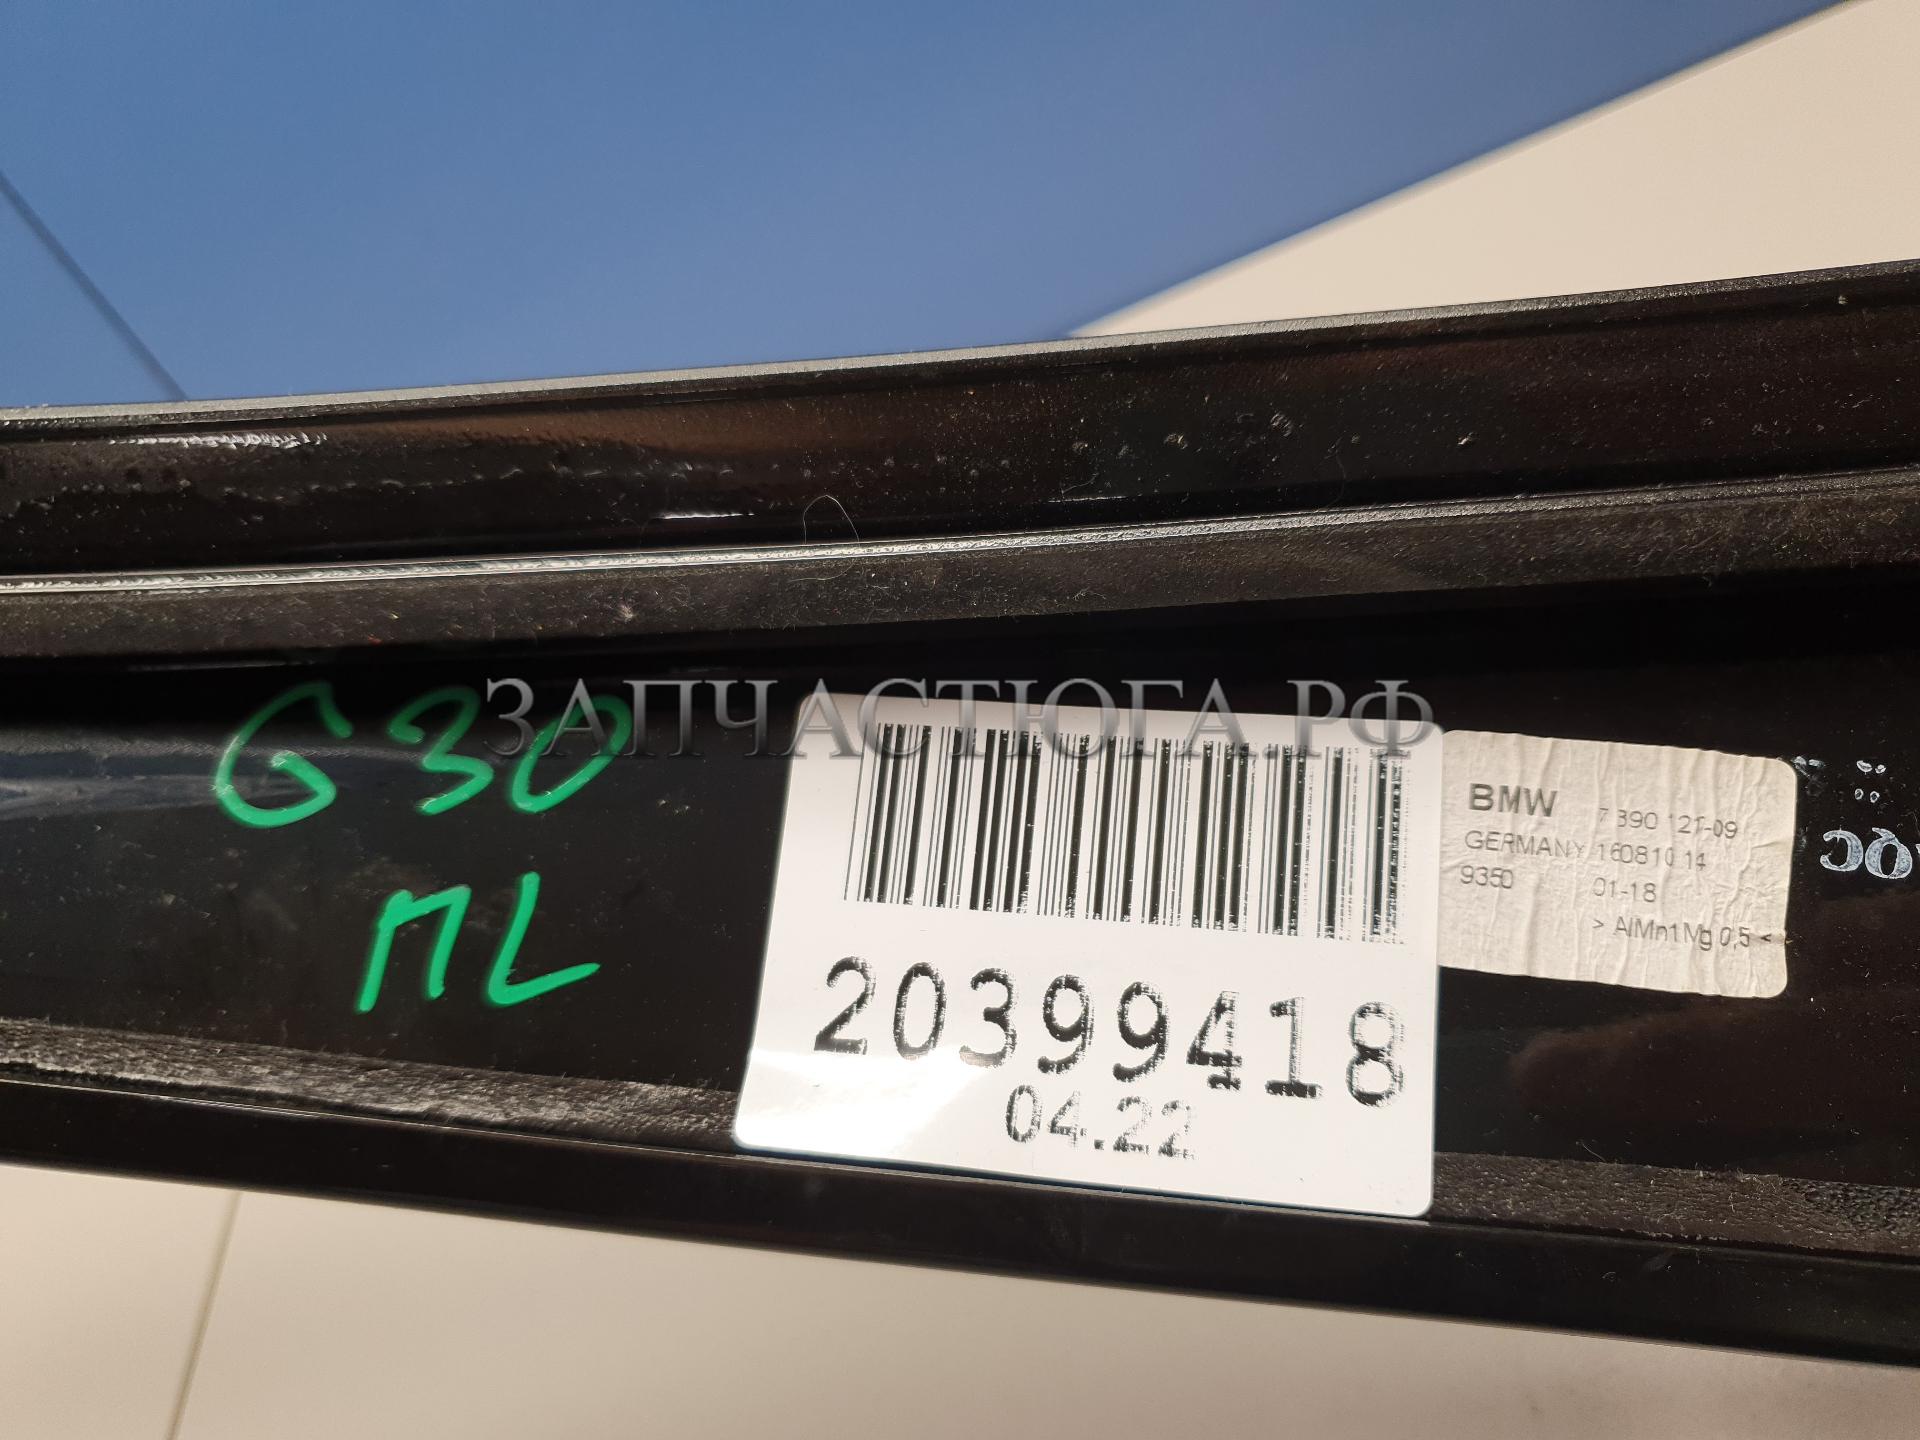 ЗАПЧАСТЮГА.РФ
G30
ПL
20399418
04.22
BMW 7 390 121-09
GERMANY 160810 14
9350 01-18
> AlMn1Mg 0,5 <